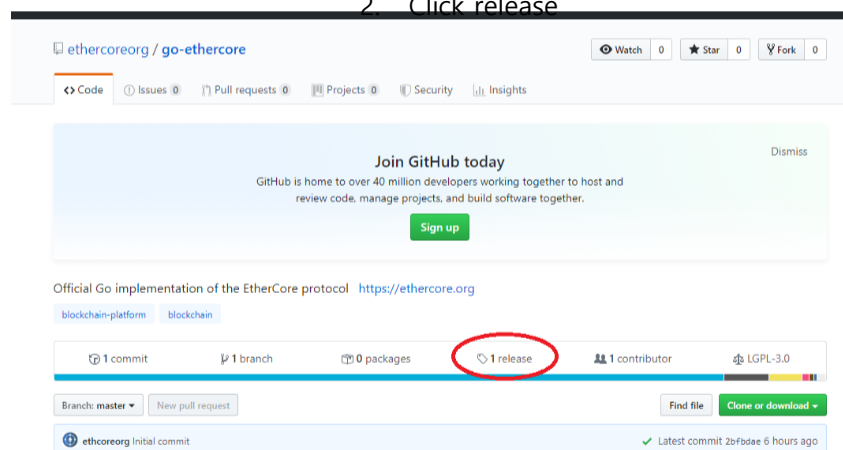 2. Click release
ethercoreorg / go-ethercore
Watch 0 Star 0 Fork 0
Code Issues 0 Pull requests 0 Projects 0 Security Insights
Dismiss
Join GitHub today
GitHub is home to over 40 million developers working together to host and
review code, manage projects, and build software together.
Sign up
Official Go implementation of the EtherCore protocol https://ethercore.org
blockchain-platform blockchain
1 commit 1 branch 0 packages 1 release 1 contributor LGPL-3.0
Branch: master New pull request Find file Clone or download
ethcoreorg Initial commit Latest commit 2bfbdae 6 hours ago